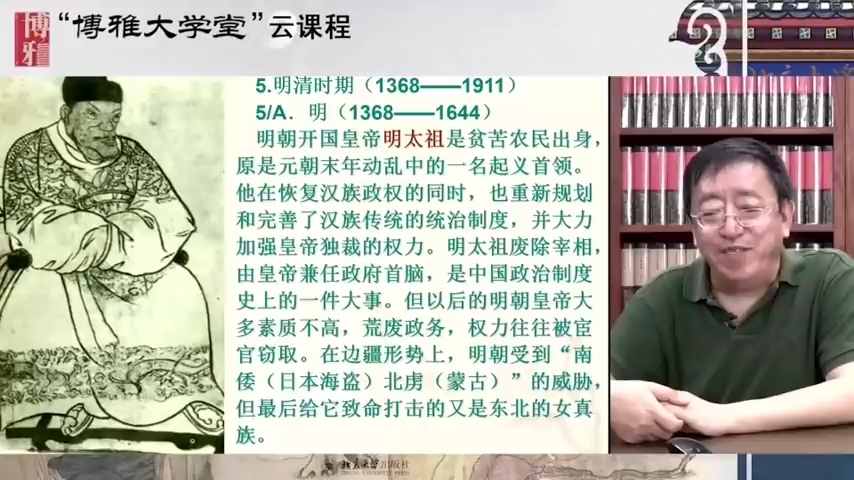 博雅
“博雅大学堂”云课程
5.明清时期（1368——1911）
5/A．明（1368——1644）
明朝开国皇帝明太祖是贫苦农民出身，
原是元朝末年动乱中的一名起义首领。
他在恢复汉族政权的同时，也重新规划
和完善了汉族传统的统治制度，并大力
加强皇帝独裁的权力。明太祖废除宰相，
由皇帝兼任政府首脑，是中国政治制度
史上的一件大事。但以后的明朝皇帝大
多素质不高，荒废政务，权力往往被宦
官窃取。在边疆形势上，明朝受到“南
倭（日本海盗）北虏（蒙古）”的威胁，
但最后给它致命打击的又是东北的女真
族。
北京大学出版社